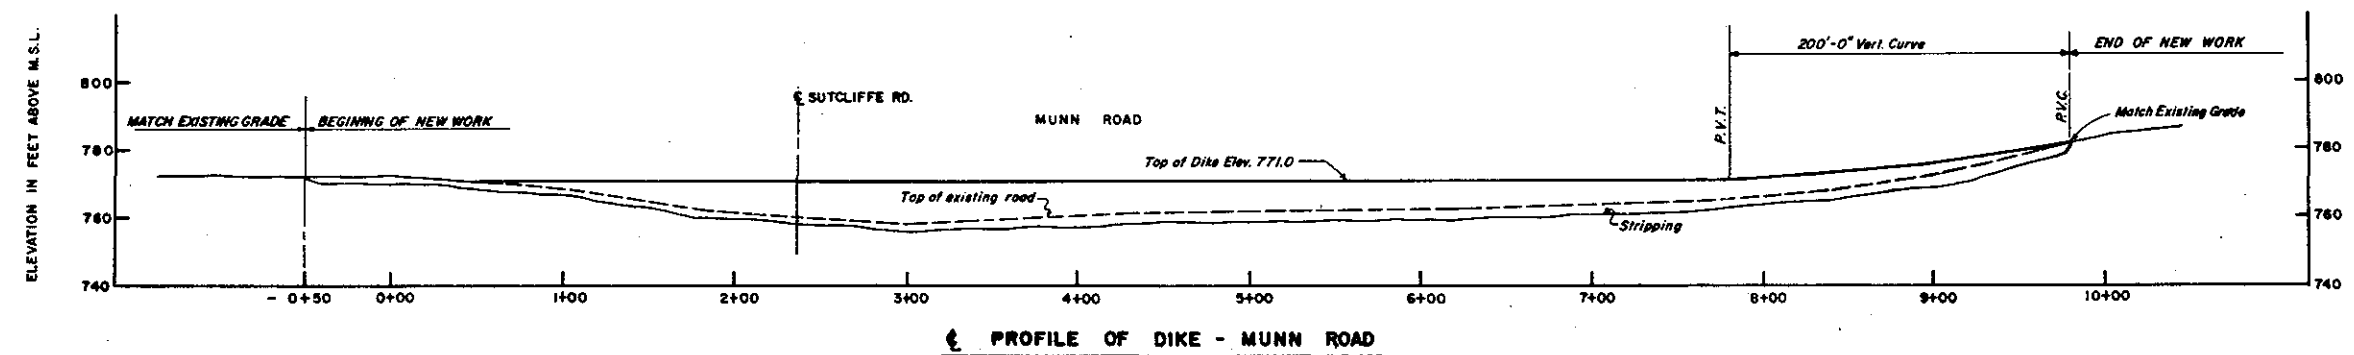 ELEVATION IN FEET ABOVE M.S.L.
800
780
760
740
MATCH EXISTING GRADE
BEGINING OF NEW WORK
℄ SUTCLIFFE RD.
MUNN ROAD
Top of Dike Elev. 771.0
Top of existing road
Stripping
P.V.T.
200'-0" Vert. Curve
P.V.C.
END OF NEW WORK
Match Existing Grade
800
780
760
740
- 0+50
0+00
1+00
2+00
3+00
4+00
5+00
6+00
7+00
8+00
9+00
10+00
℄ PROFILE OF DIKE - MUNN ROAD